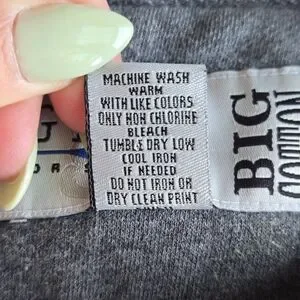 MACHINE WASH
WARM
WITH LIKE COLORS
ONLY NON CHLORINE
BLEACH
TUMBLE DRY LOW
COOL IRON
IF NEEDED
DO NOT IRON OR
DRY CLEAN PRINT
BIG
COTTON